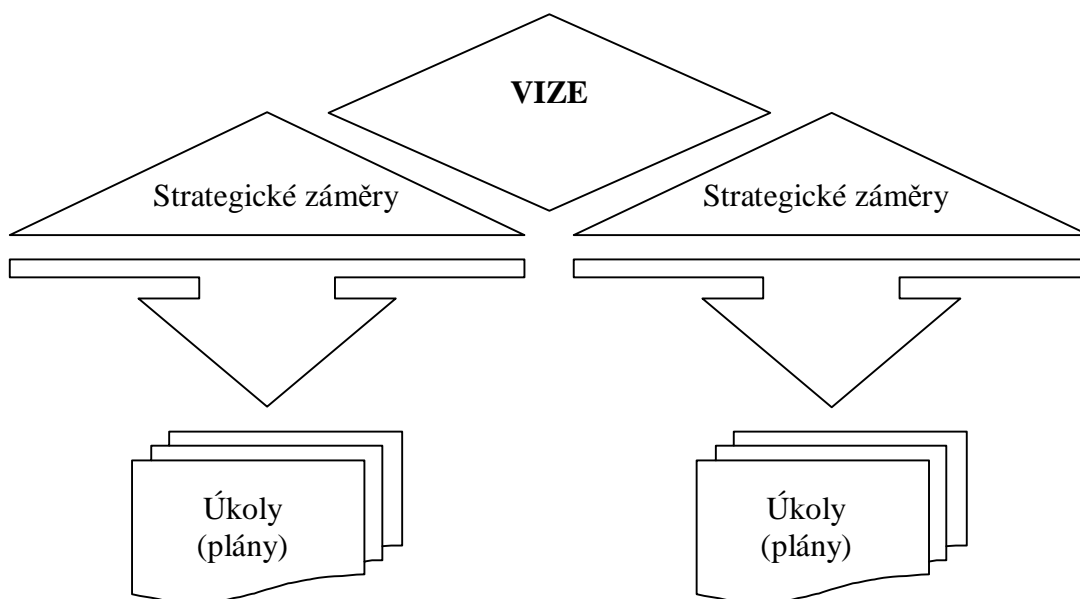 VIZE
Strategické záměry
Strategické záměry
Úkoly
(plány)
Úkoly
(plány)